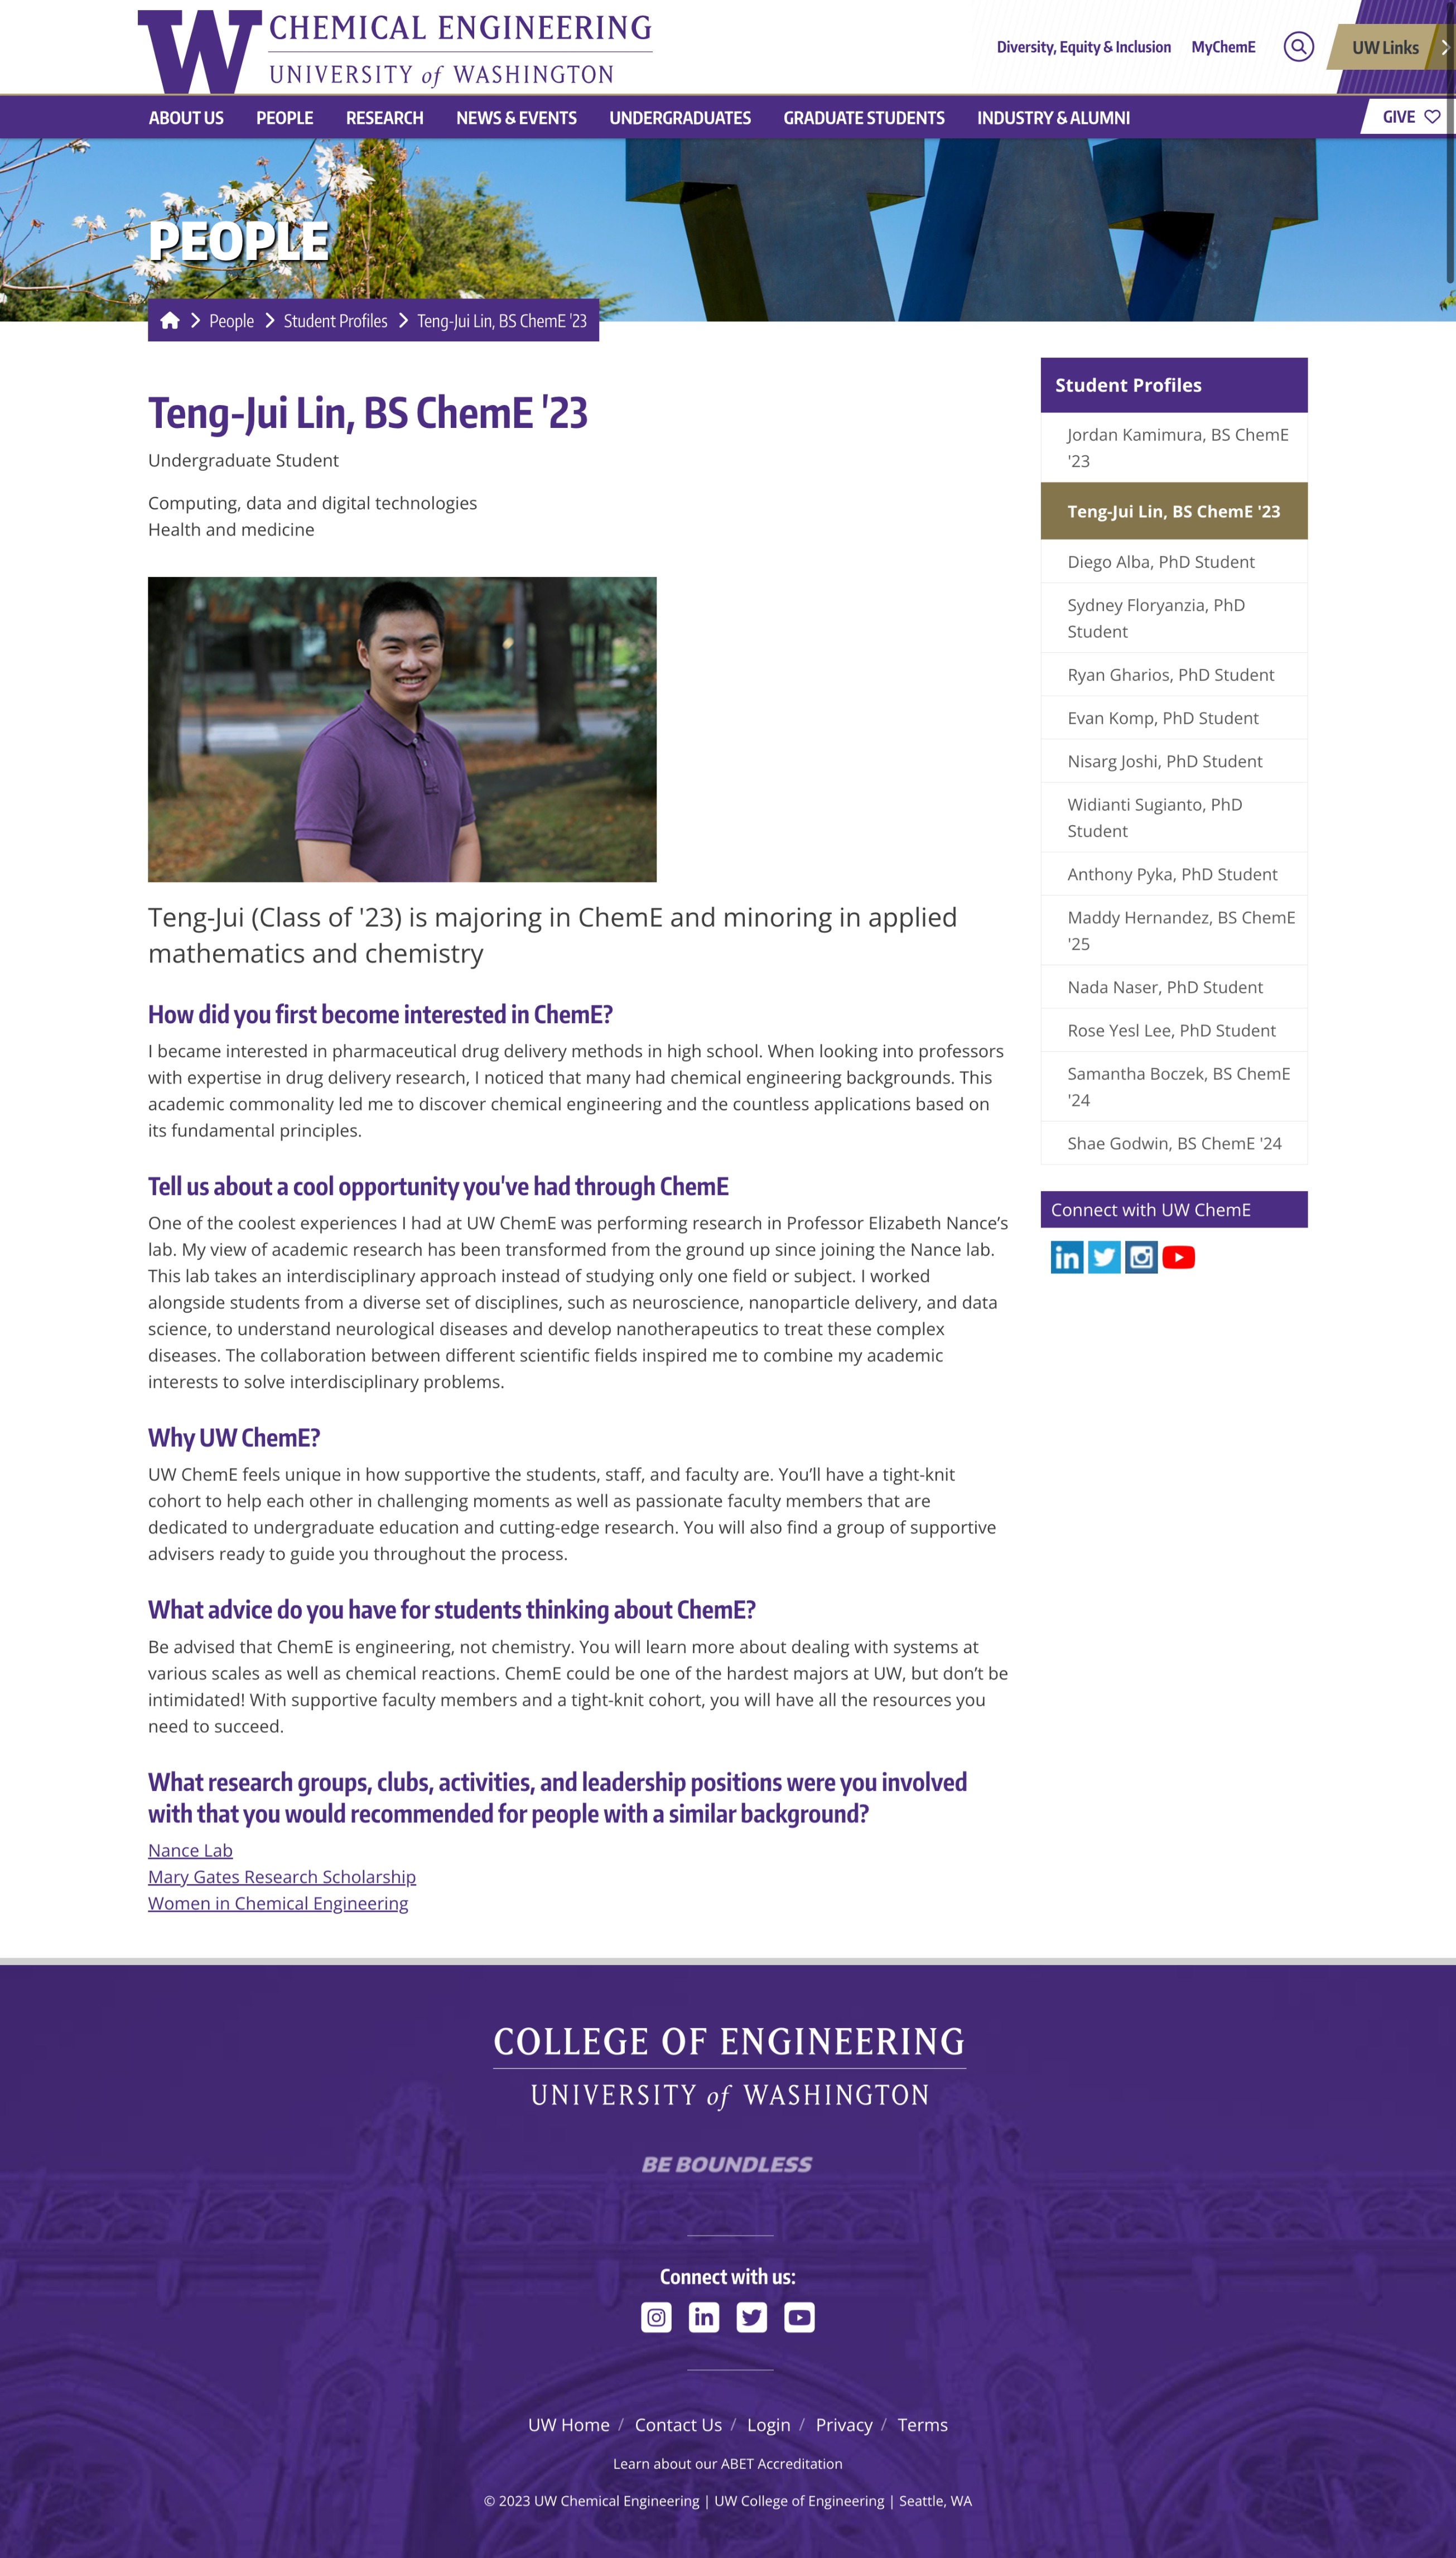 CHEMICAL ENGINEERING
UNIVERSITY of WASHINGTON
Diversity, Equity & Inclusion
MyChemE
UW Links
ABOUT US
PEOPLE
RESEARCH
NEWS & EVENTS
UNDERGRADUATES
GRADUATE STUDENTS
INDUSTRY & ALUMNI
GIVE
PEOPLE
People
Student Profiles
Teng-Jui Lin, BS ChemE '23
Teng-Jui Lin, BS ChemE '23
Undergraduate Student
Computing, data and digital technologies
Health and medicine
Teng-Jui (Class of '23) is majoring in ChemE and minoring in applied
mathematics and chemistry
How did you first become interested in ChemE?
I became interested in pharmaceutical drug delivery methods in high school. When looking into professors
with expertise in drug delivery research, I noticed that many had chemical engineering backgrounds. This
academic commonality led me to discover chemical engineering and the countless applications based on
its fundamental principles.
Tell us about a cool opportunity you've had through ChemE
One of the coolest experiences I had at UW ChemE was performing research in Professor Elizabeth Nance’s
lab. My view of academic research has been transformed from the ground up since joining the Nance lab.
This lab takes an interdisciplinary approach instead of studying only one field or subject. I worked
alongside students from a diverse set of disciplines, such as neuroscience, nanoparticle delivery, and data
science, to understand neurological diseases and develop nanotherapeutics to treat these complex
diseases. The collaboration between different scientific fields inspired me to combine my academic
interests to solve interdisciplinary problems.
Why UW ChemE?
UW ChemE feels unique in how supportive the students, staff, and faculty are. You’ll have a tight-knit
cohort to help each other in challenging moments as well as passionate faculty members that are
dedicated to undergraduate education and cutting-edge research. You will also find a group of supportive
advisers ready to guide you throughout the process.
What advice do you have for students thinking about ChemE?
Be advised that ChemE is engineering, not chemistry. You will learn more about dealing with systems at
various scales as well as chemical reactions. ChemE could be one of the hardest majors at UW, but don’t be
intimidated! With supportive faculty members and a tight-knit cohort, you will have all the resources you
need to succeed.
What research groups, clubs, activities, and leadership positions were you involved
with that you would recommended for people with a similar background?
Nance Lab
Mary Gates Research Scholarship
Women in Chemical Engineering
Student Profiles
Jordan Kamimura, BS ChemE
'23
Teng-Jui Lin, BS ChemE '23
Diego Alba, PhD Student
Sydney Floryanzia, PhD
Student
Ryan Gharios, PhD Student
Evan Komp, PhD Student
Nisarg Joshi, PhD Student
Widianti Sugianto, PhD
Student
Anthony Pyka, PhD Student
Maddy Hernandez, BS ChemE
'25
Nada Naser, PhD Student
Rose Yesl Lee, PhD Student
Samantha Boczek, BS ChemE
'24
Shae Godwin, BS ChemE '24
Connect with UW ChemE
COLLEGE OF ENGINEERING
UNIVERSITY of WASHINGTON
BE BOUNDLESS
Connect with us:
UW Home / Contact Us / Login / Privacy / Terms
Learn about our ABET Accreditation
© 2023 UW Chemical Engineering | UW College of Engineering | Seattle, WA